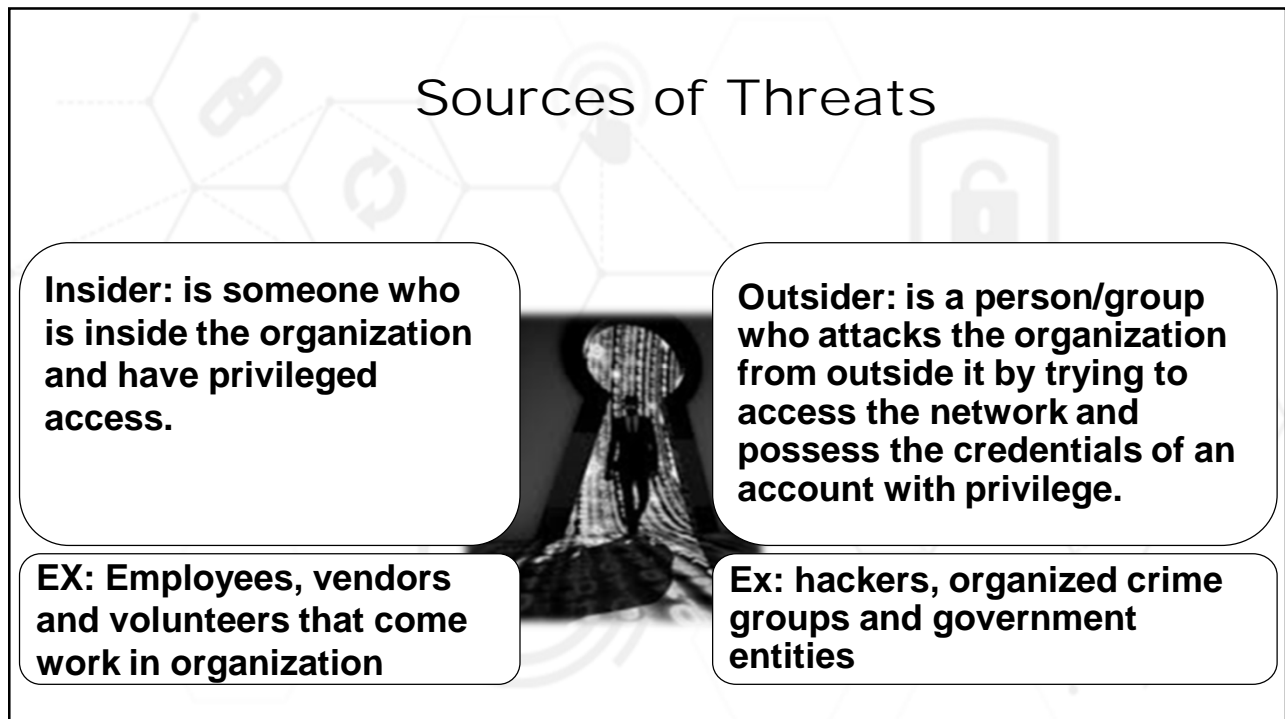 Sources of Threats
Insider: is someone who
is inside the organization
and have privileged
access.
EX: Employees, vendors
and volunteers that come
work in organization
Outsider: is a person/group
who attacks the organization
from outside it by trying to
access the network and
possess the credentials of an
account with privilege.
Ex: hackers, organized crime
groups and government
entities